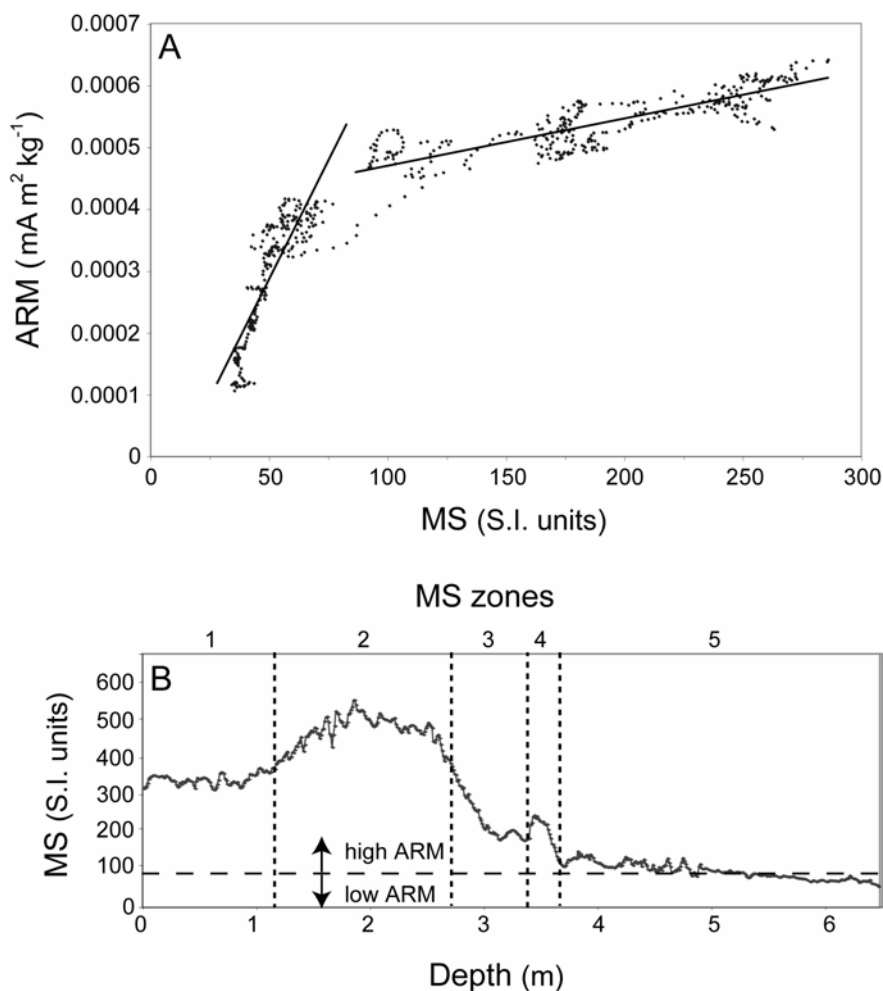 A
0.0007
0.0006
0.0005
0.0004
0.0003
0.0002
0.0001
0
ARM ( mA m² kg⁻¹)
0 50 100 150 200 250 300
MS (S.I. units)
MS zones
1 2 3 4 5
B
600
500
400
300
200
100
0
MS (S.I. units)
high ARM
low ARM
0 1 2 3 4 5 6
Depth (m)